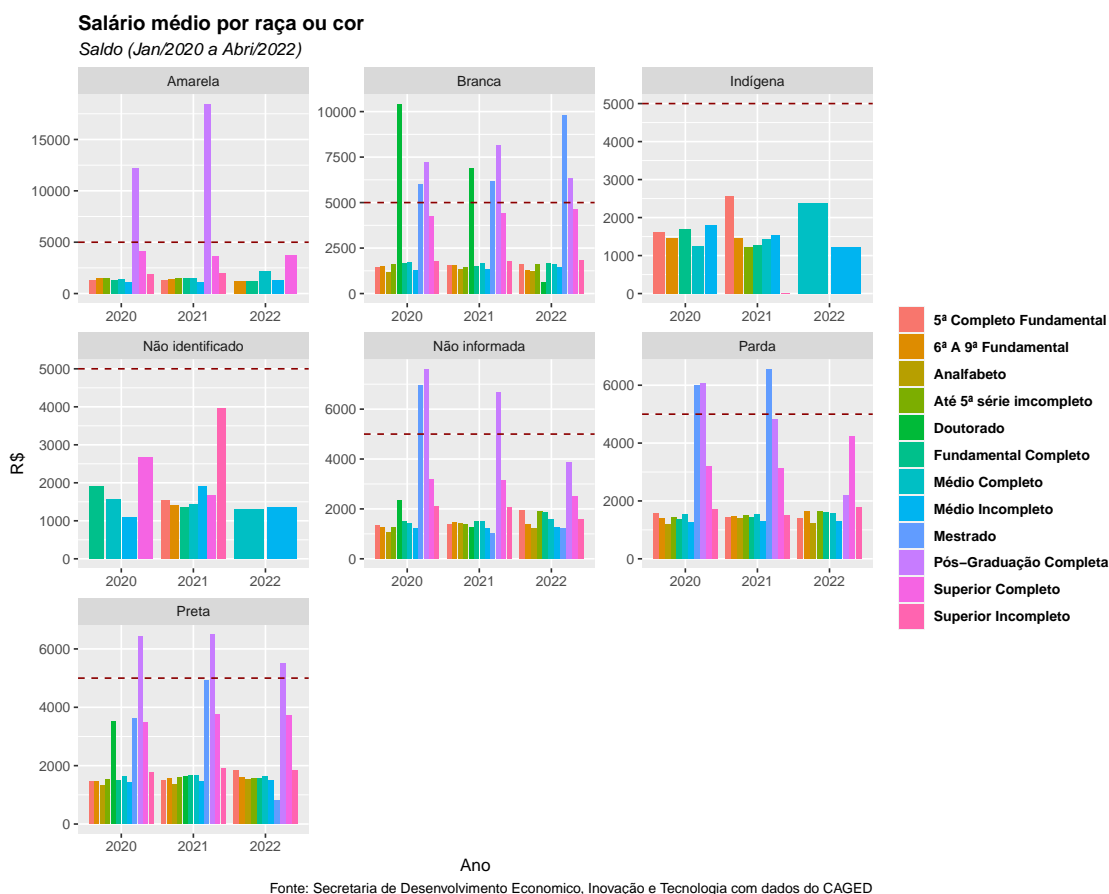 Salário médio por raça ou cor
Saldo (Jan/2020 a Abri/2022)
Amarela
15000
10000
5000
0
2020 2021 2022
Branca
10000
7500
5000
2500
0
2020 2021 2022
Indígena
5000
4000
3000
2000
1000
0
2020 2021 2022
Não identificado
5000
4000
3000
2000
1000
0
2020 2021 2022
Não informada
6000
4000
2000
0
2020 2021 2022
Parda
6000
4000
2000
0
2020 2021 2022
Preta
6000
4000
2000
0
2020 2021 2022
R$
Ano
5ª Completo Fundamental
6ª A 9ª Fundamental
Analfabeto
Até 5ª série imcompleto
Doutorado
Fundamental Completo
Médio Completo
Médio Incompleto
Mestrado
Pós−Graduação Completa
Superior Completo
Superior Incompleto
Fonte: Secretaria de Desenvolvimento Economico, Inovação e Tecnologia com dados do CAGED